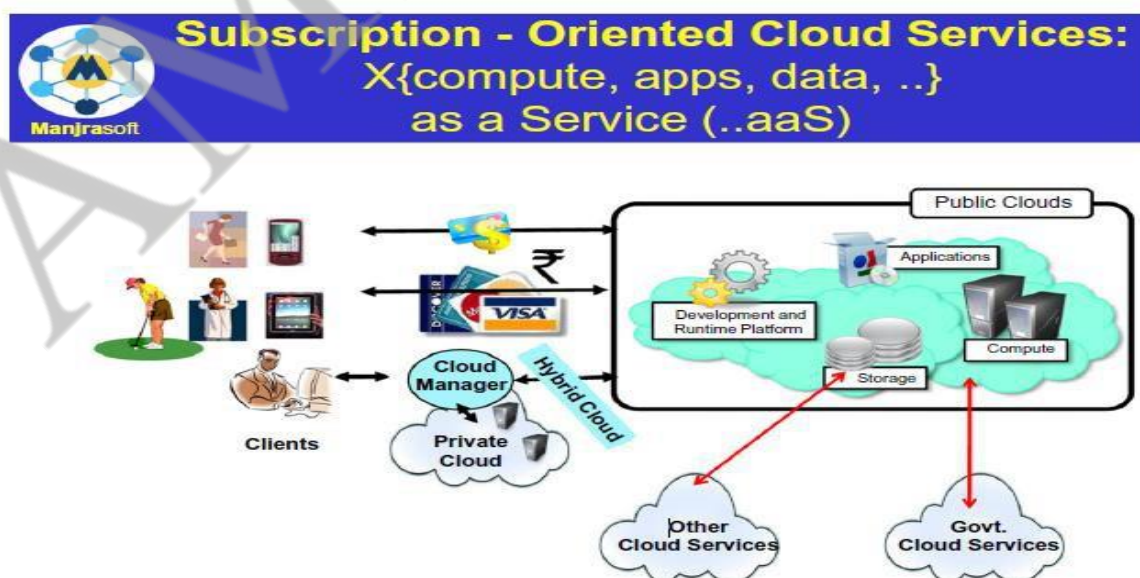 Subscription - Oriented Cloud Services:
X{compute, apps, data, ..}
as a Service (..aaS)
Manjrasoft
Public Clouds
Applications
Development and
Runtime Platform
Compute
Storage
₹
DISCOVER
VISA
Cloud
Manager
Hybrid Cloud
Private
Cloud
Clients
Other
Cloud Services
Govt.
Cloud Services